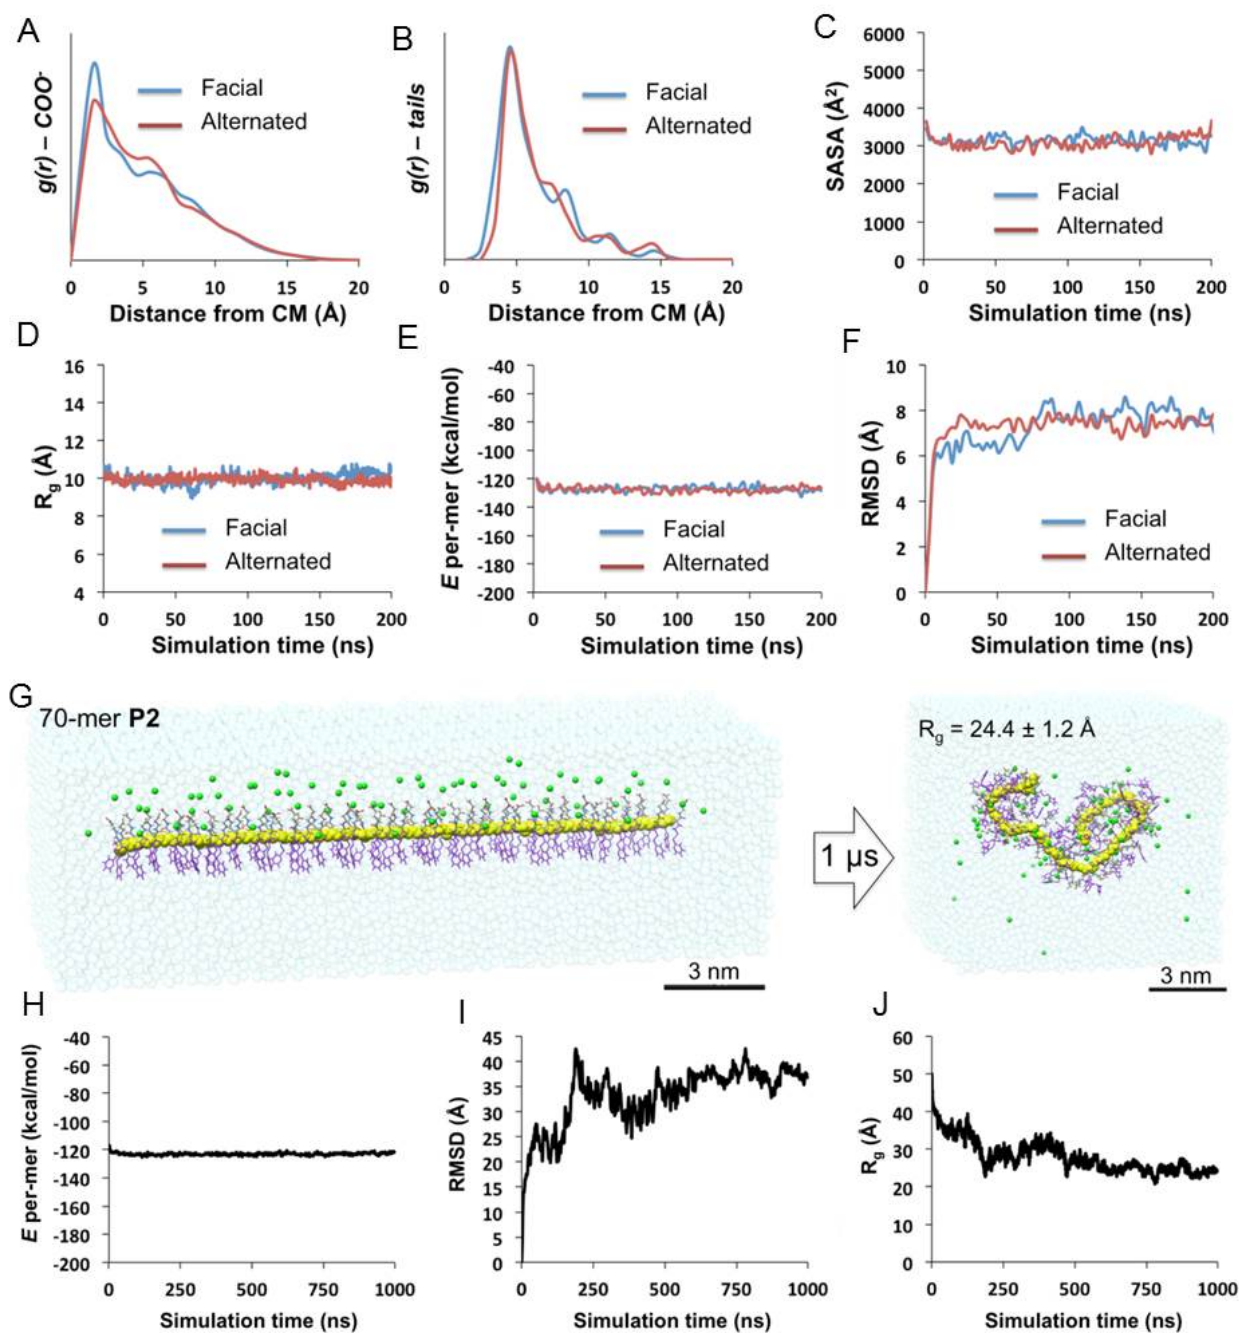 A
g(r) – COO-
Facial
Alternated
0 5 10 15 20
Distance from CM (Å)
B
g(r) – tails
Facial
Alternated
0 5 10 15 20
Distance from CM (Å)
C
SASA (Å2)
6000
5000
4000
3000
2000
1000
0
Facial
Alternated
0 50 100 150 200
Simulation time (ns)
D
Rg (Å)
16
14
12
10
8
6
4
Facial
Alternated
0 50 100 150 200
Simulation time (ns)
E
E per-mer (kcal/mol)
-40
-60
-80
-100
-120
-140
-160
-180
-200
Facial
Alternated
0 50 100 150 200
Simulation time (ns)
F
RMSD (Å)
10
8
6
4
2
0
Facial
Alternated
0 50 100 150 200
Simulation time (ns)
G
70-mer P2
3 nm
1 µs
Rg = 24.4 ± 1.2 Å
3 nm
H
E per-mer (kcal/mol)
-40
-60
-80
-100
-120
-140
-160
-180
-200
0 250 500 750 1000
Simulation time (ns)
I
RMSD (Å)
45
40
35
30
25
20
15
10
5
0
0 250 500 750 1000
Simulation time (ns)
J
Rg (Å)
60
50
40
30
20
10
0
0 250 500 750 1000
Simulation time (ns)